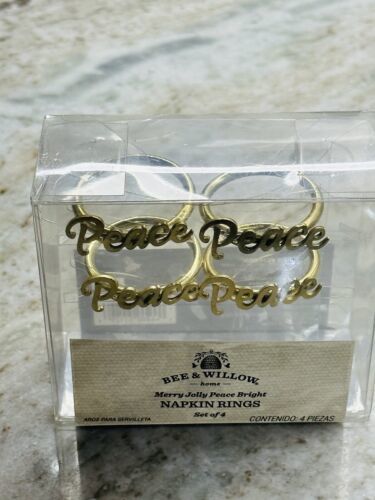 Peace Peace
Peace Peace
BEE & WILLOW
home
Merry Jolly Peace Bright
NAPKIN RINGS
Set of 4
AROS PARA SERVILLETA
CONTENIDO: 4 PIEZAS